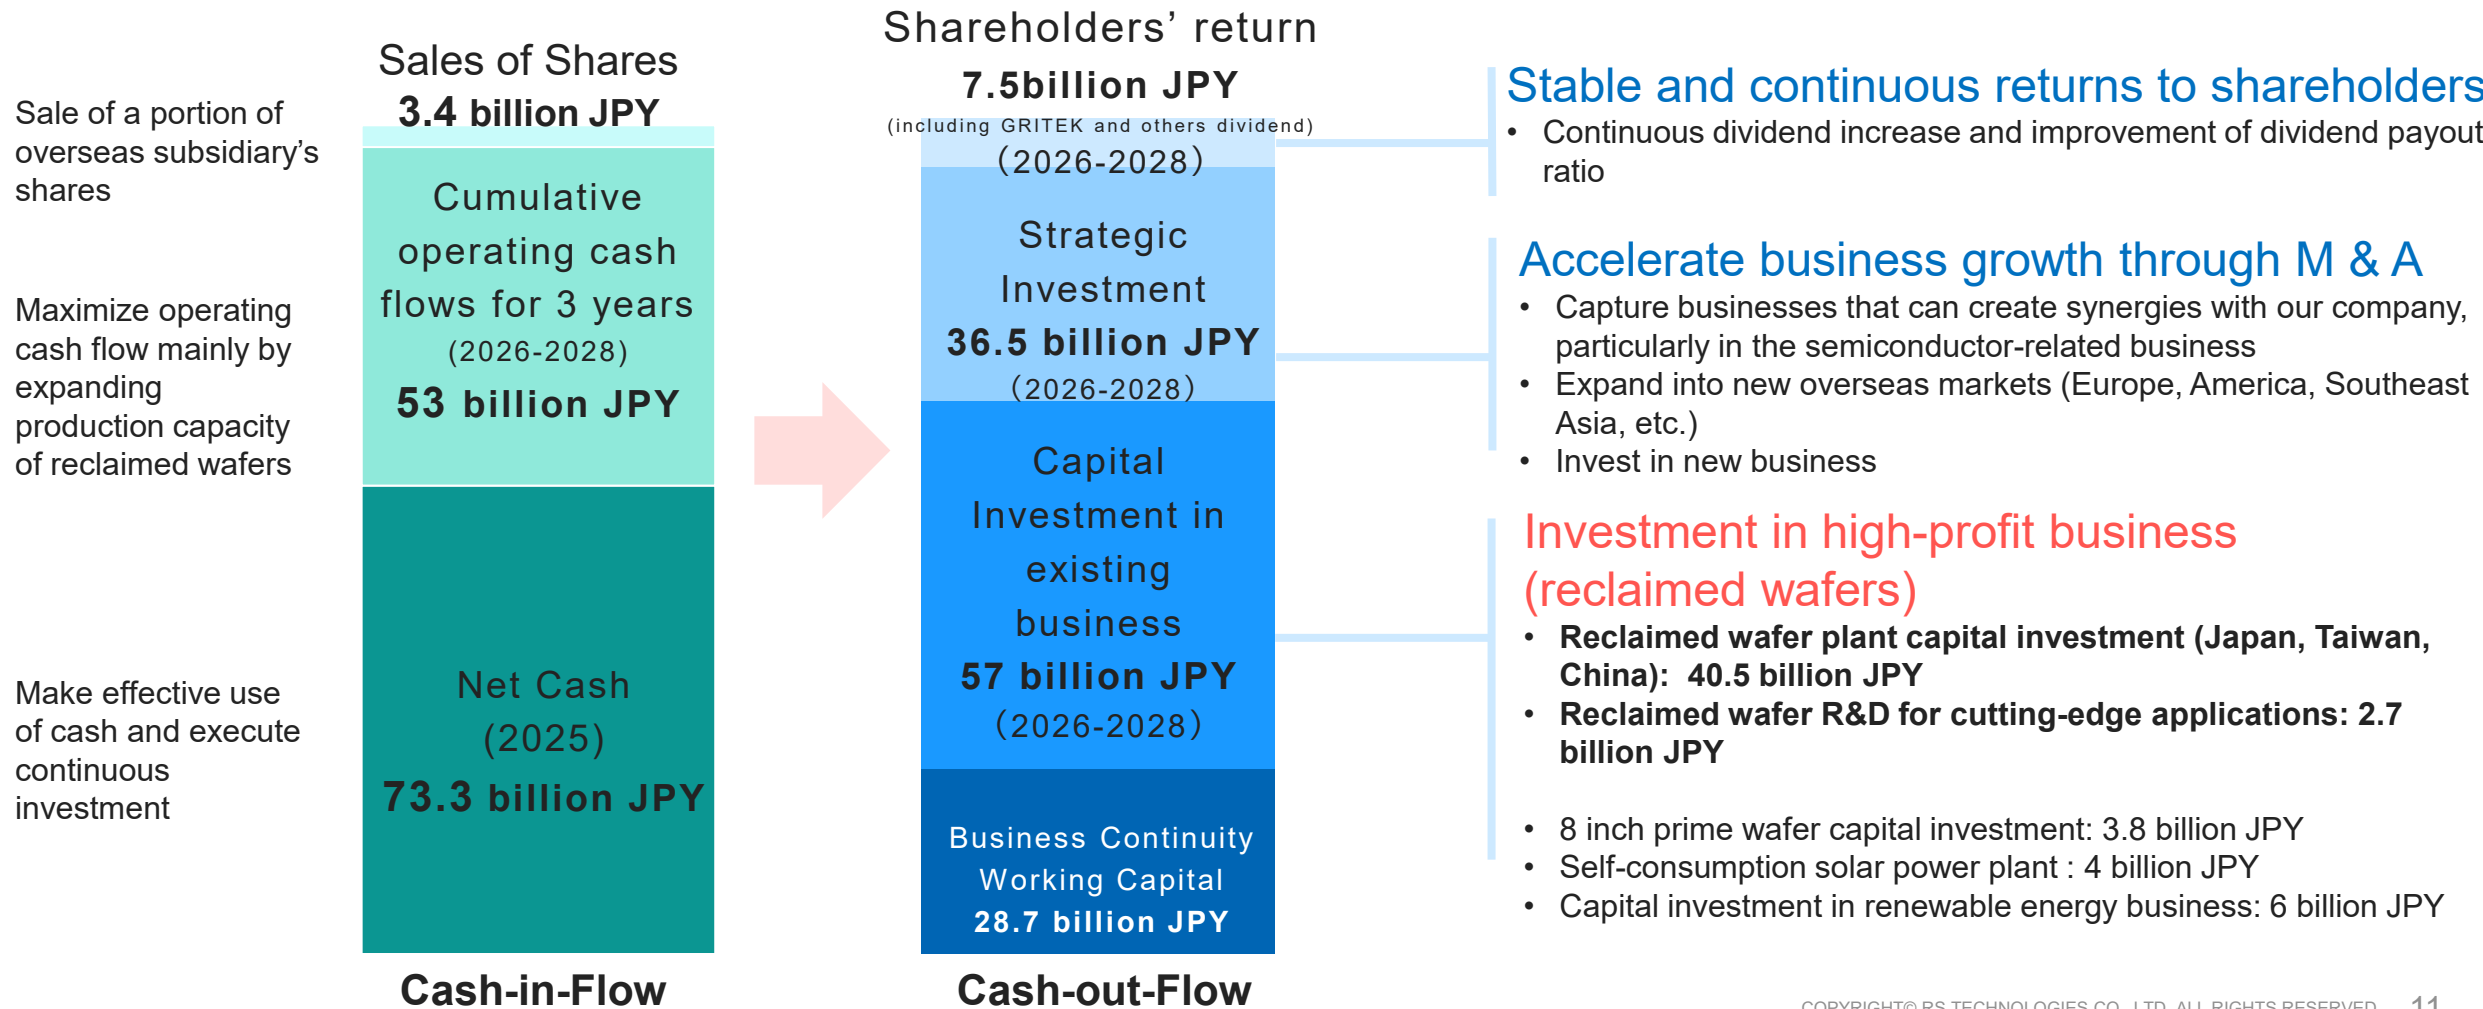 Sale of a portion of
overseas subsidiary's
shares
Maximize operating
cash flow mainly by
expanding
production capacity
of reclaimed wafers
Make effective use
of cash and execute
continuous
investment
Sales of Shares
3.4 billion JPY
Cumulative
operating cash
flows for 3 years
(2026-2028)
53 billion JPY
Net Cash
(2025)
73.3 billion JPY
Cash-in-Flow
Shareholders' return
7.5billion JPY
(including GRITEK and others dividend)
（2026-2028）
Strategic
Investment
36.5 billion JPY
（2026-2028）
Capital
Investment in
existing
business
57 billion JPY
（2026-2028）
Business Continuity
Working Capital
28.7 billion JPY
Cash-out-Flow
Stable and continuous returns to shareholders
• Continuous dividend increase and improvement of dividend payout
ratio
Accelerate business growth through M & A
• Capture businesses that can create synergies with our company,
particularly in the semiconductor-related business
• Expand into new overseas markets (Europe, America, Southeast
Asia, etc.)
• Invest in new business
Investment in high-profit business
(reclaimed wafers)
• Reclaimed wafer plant capital investment (Japan, Taiwan,
China): 40.5 billion JPY
• Reclaimed wafer R&D for cutting-edge applications: 2.7
billion JPY
• 8 inch prime wafer capital investment: 3.8 billion JPY
• Self-consumption solar power plant : 4 billion JPY
• Capital investment in renewable energy business: 6 billion JPY
COPYRIGHT© RS TECHNOLOGIES CO., LTD. ALL RIGHTS RESERVED. 11